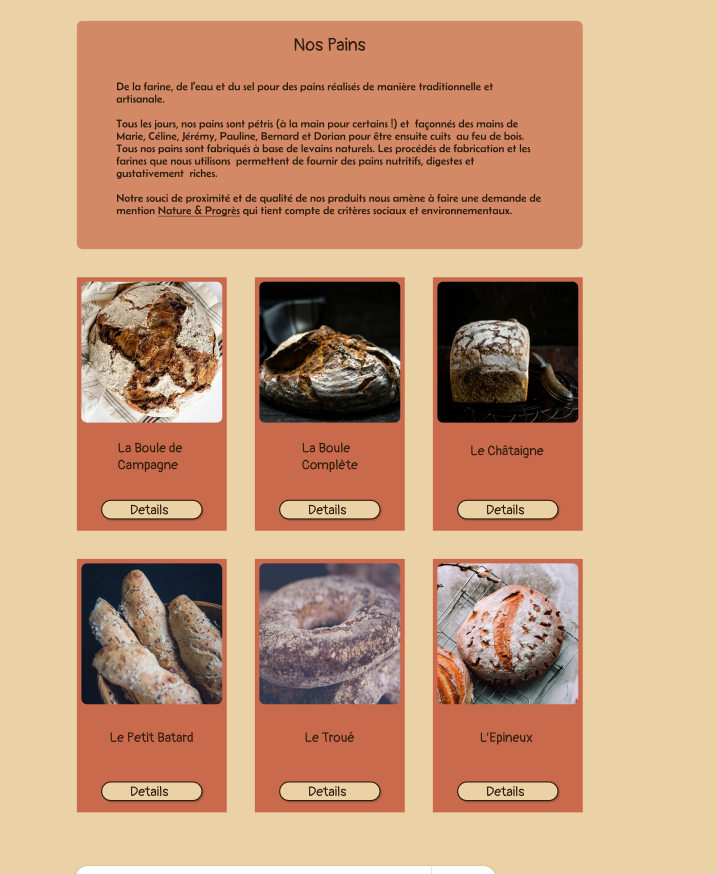 Nos Pains
De la farine, de l'eau et du sel pour des pains réalisés de manière traditionnelle et
artisanale.
Tous les jours, nos pains sont pétris (à la main pour certains !) et façonnés des mains de
Marie, Céline, Jérémy, Pauline, Bernard et Dorian pour être ensuite cuits au feu de bois.
Tous nos pains sont fabriqués à base de levains naturels. Les procédés de fabrication et les
farines que nous utilisons permettent de fournir des pains nutritifs, digestes et
gustativement riches.
Notre souci de proximité et de qualité de nos produits nous amène à faire une demande de
mention Nature & Progrès qui tient compte de critères sociaux et environnementaux.
La Boule de
Campagne
La Boule
Complète
Le Châtaigne
Details
Details
Details
Le Petit Batard
Le Troué
L'Epineux
Details
Details
Details